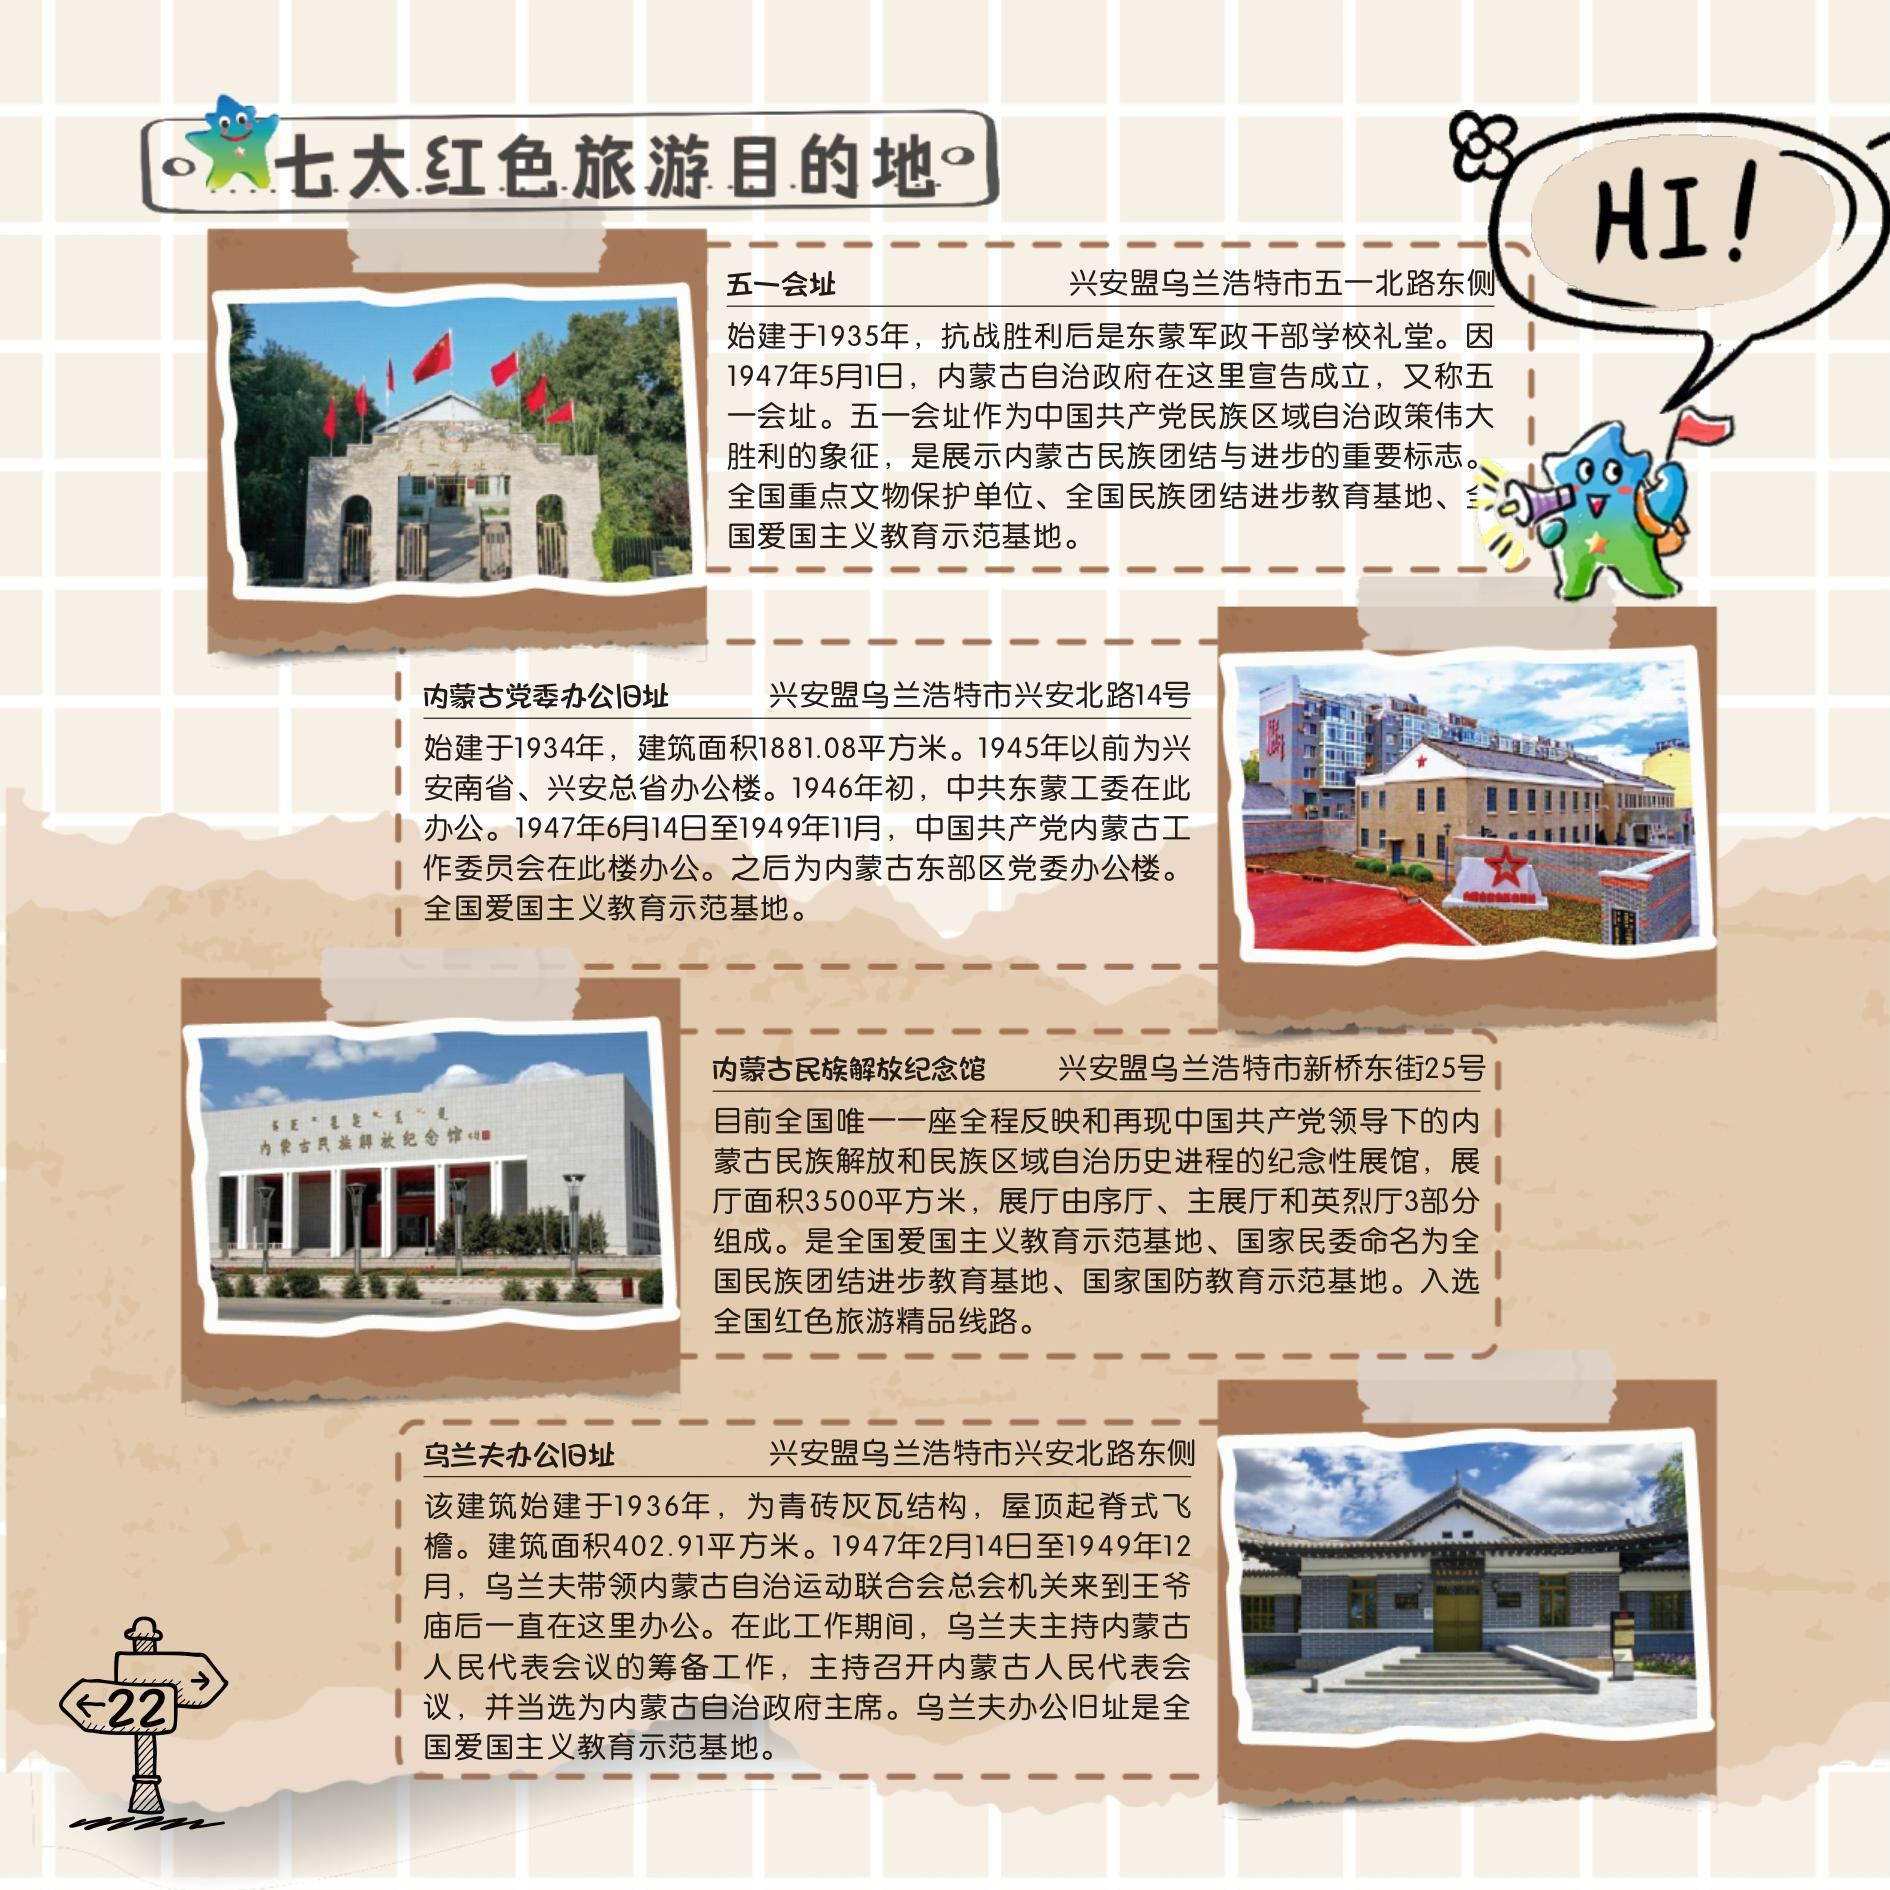 七大红色旅游目的地
HI!
五一会址 兴安盟乌兰浩特市五一北路东侧
始建于1935年，抗战胜利后是东蒙军政干部学校礼堂。因
1947年5月1日，内蒙古自治政府在这里宣告成立，又称五
一会址。五一会址作为中国共产党民族区域自治政策伟大
胜利的象征，是展示内蒙古民族团结与进步的重要标志。
全国重点文物保护单位、全国民族团结进步教育基地、全
国爱国主义教育示范基地。
五一会址
内蒙古党委办公旧址 兴安盟乌兰浩特市兴安北路14号
始建于1934年，建筑面积1881.08平方米。1945年以前为兴
安南省、兴安总省办公楼。1946年初，中共东蒙工委在此
办公。1947年6月14日至1949年11月，中国共产党内蒙古工
作委员会在此楼办公。之后为内蒙古东部区党委办公楼。
全国爱国主义教育示范基地。
内蒙古民族解放纪念馆
内蒙古民族解放纪念馆 兴安盟乌兰浩特市新桥东街25号
目前全国唯一一座全程反映和再现中国共产党领导下的内
蒙古民族解放和民族区域自治历史进程的纪念性展馆，展
厅面积3500平方米，展厅由序厅、主展厅和英烈厅3部分
组成。是全国爱国主义教育示范基地、国家民委命名为全
国民族团结进步教育基地、国家国防教育示范基地。入选
全国红色旅游精品线路。
乌兰夫办公旧址 兴安盟乌兰浩特市兴安北路东侧
该建筑始建于1936年，为青砖灰瓦结构，屋顶起脊式飞
檐。建筑面积402.91平方米。1947年2月14日至1949年12
月，乌兰夫带领内蒙古自治运动联合会总会机关来到王爷
庙后一直在这里办公。在此工作期间，乌兰夫主持内蒙古
人民代表会议的筹备工作，主持召开内蒙古人民代表会
议，并当选为内蒙古自治政府主席。乌兰夫办公旧址是全
国爱国主义教育示范基地。
22